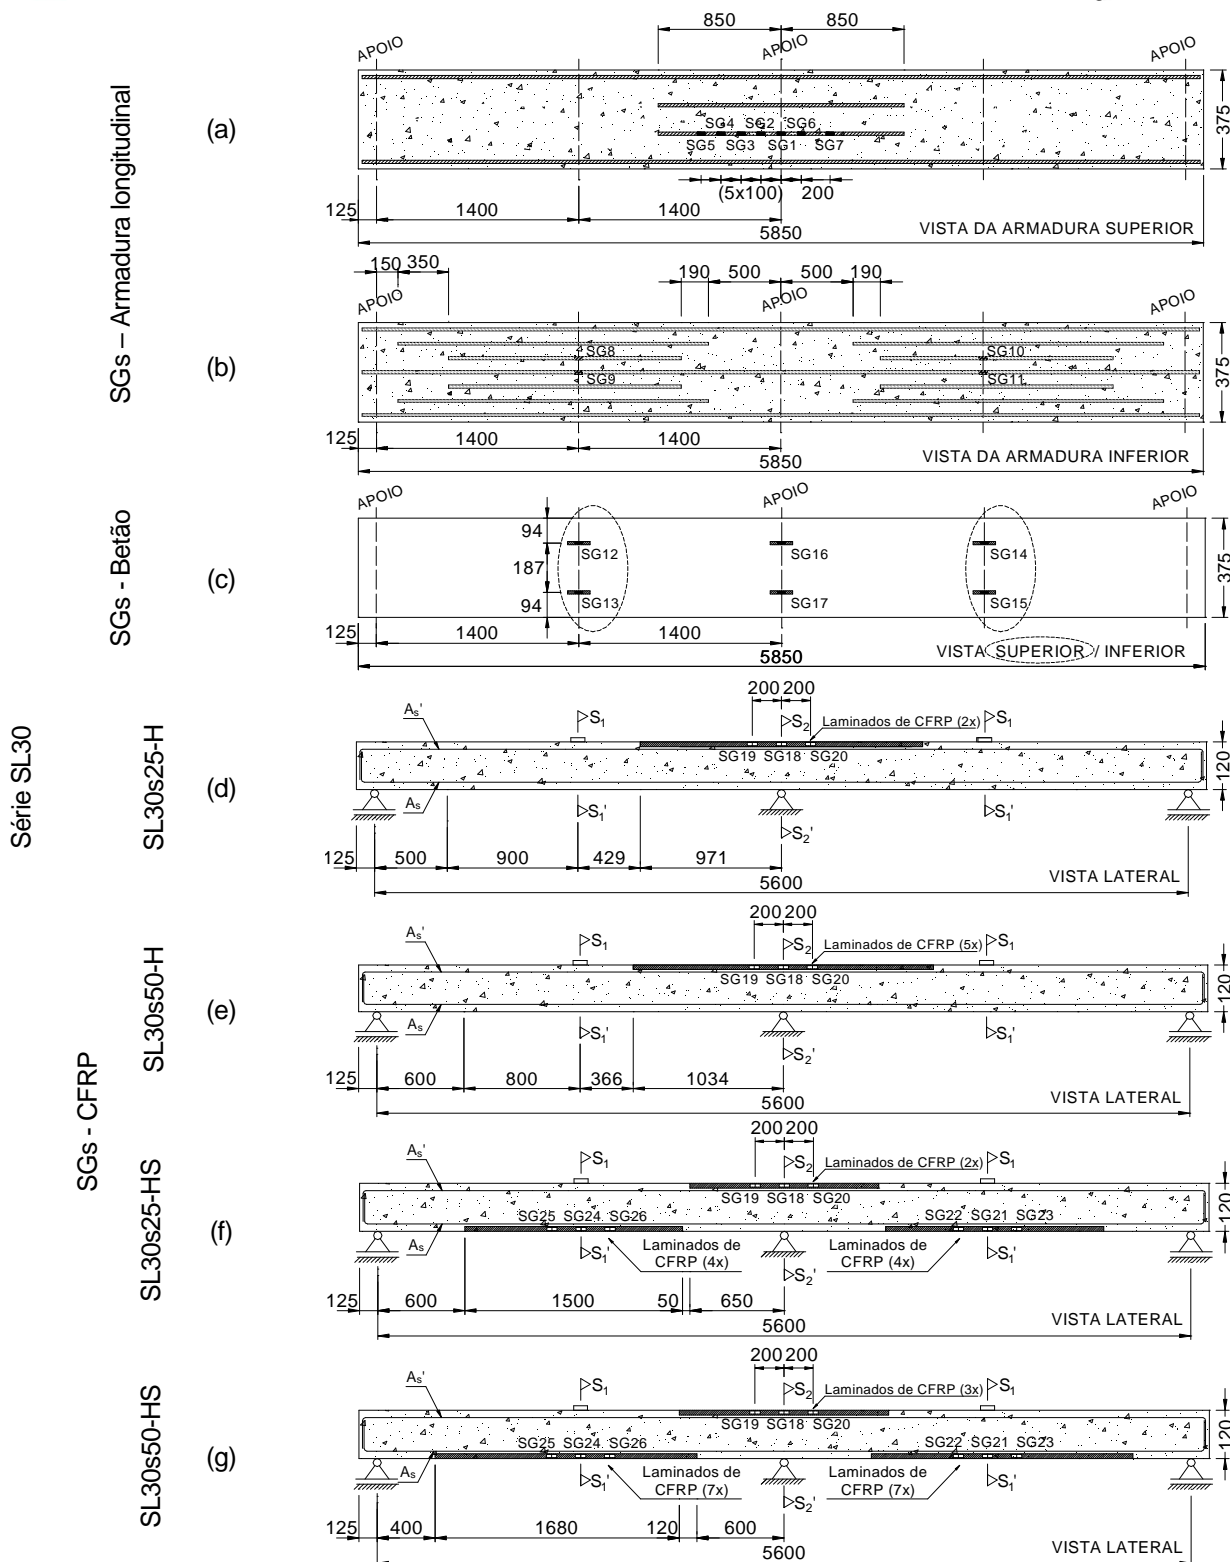 Série SL30
SGs – Armadura longitudinal
(a)
850 850
APOIO APOIO APOIO
SG4 SG2 SG6
SG5 SG3 SG1 SG7
375
(5x100) 200
125 1400 1400
VISTA DA ARMADURA SUPERIOR
5850
(b)
150 350 190 500 500 190
APOIO APOIO APOIO
SG8 SG10
SG9 SG11
375
125 1400 1400
VISTA DA ARMADURA INFERIOR
5850
SGs - Betão
(c)
APOIO APOIO APOIO
94
SG12 SG16 SG14
187
SG13 SG17 SG15
94
375
125 1400 1400
VISTA SUPERIOR / INFERIOR
5850
SGs - CFRP
SL30s25-H
(d)
200 200
As' S1 S2 Laminados de CFRP (2x) S1
SG19 SG18 SG20
120
As S1' S2' S1'
125 500 900 429 971
VISTA LATERAL
5600
SL30s50-H
(e)
200 200
As' S1 S2 Laminados de CFRP (5x) S1
SG19 SG18 SG20
120
As S1' S2' S1'
125 600 800 366 1034
VISTA LATERAL
5600
SL30s25-HS
(f)
200 200
As' S1 S2 Laminados de CFRP (2x) S1
SG19 SG18 SG20
120
SG25 SG24 SG26 SG22 SG21 SG23
As S1' Laminados de CFRP (4x) S2' Laminados de CFRP (4x) S1'
125 600 1500 50 650
VISTA LATERAL
5600
SL30s50-HS
(g)
200 200
As' S1 S2 Laminados de CFRP (3x) S1
SG19 SG18 SG20
120
SG25 SG24 SG26 SG22 SG21 SG23
As S1' Laminados de CFRP (7x) S2' Laminados de CFRP (7x) S1'
125 400 1680 120 600
VISTA LATERAL
5600